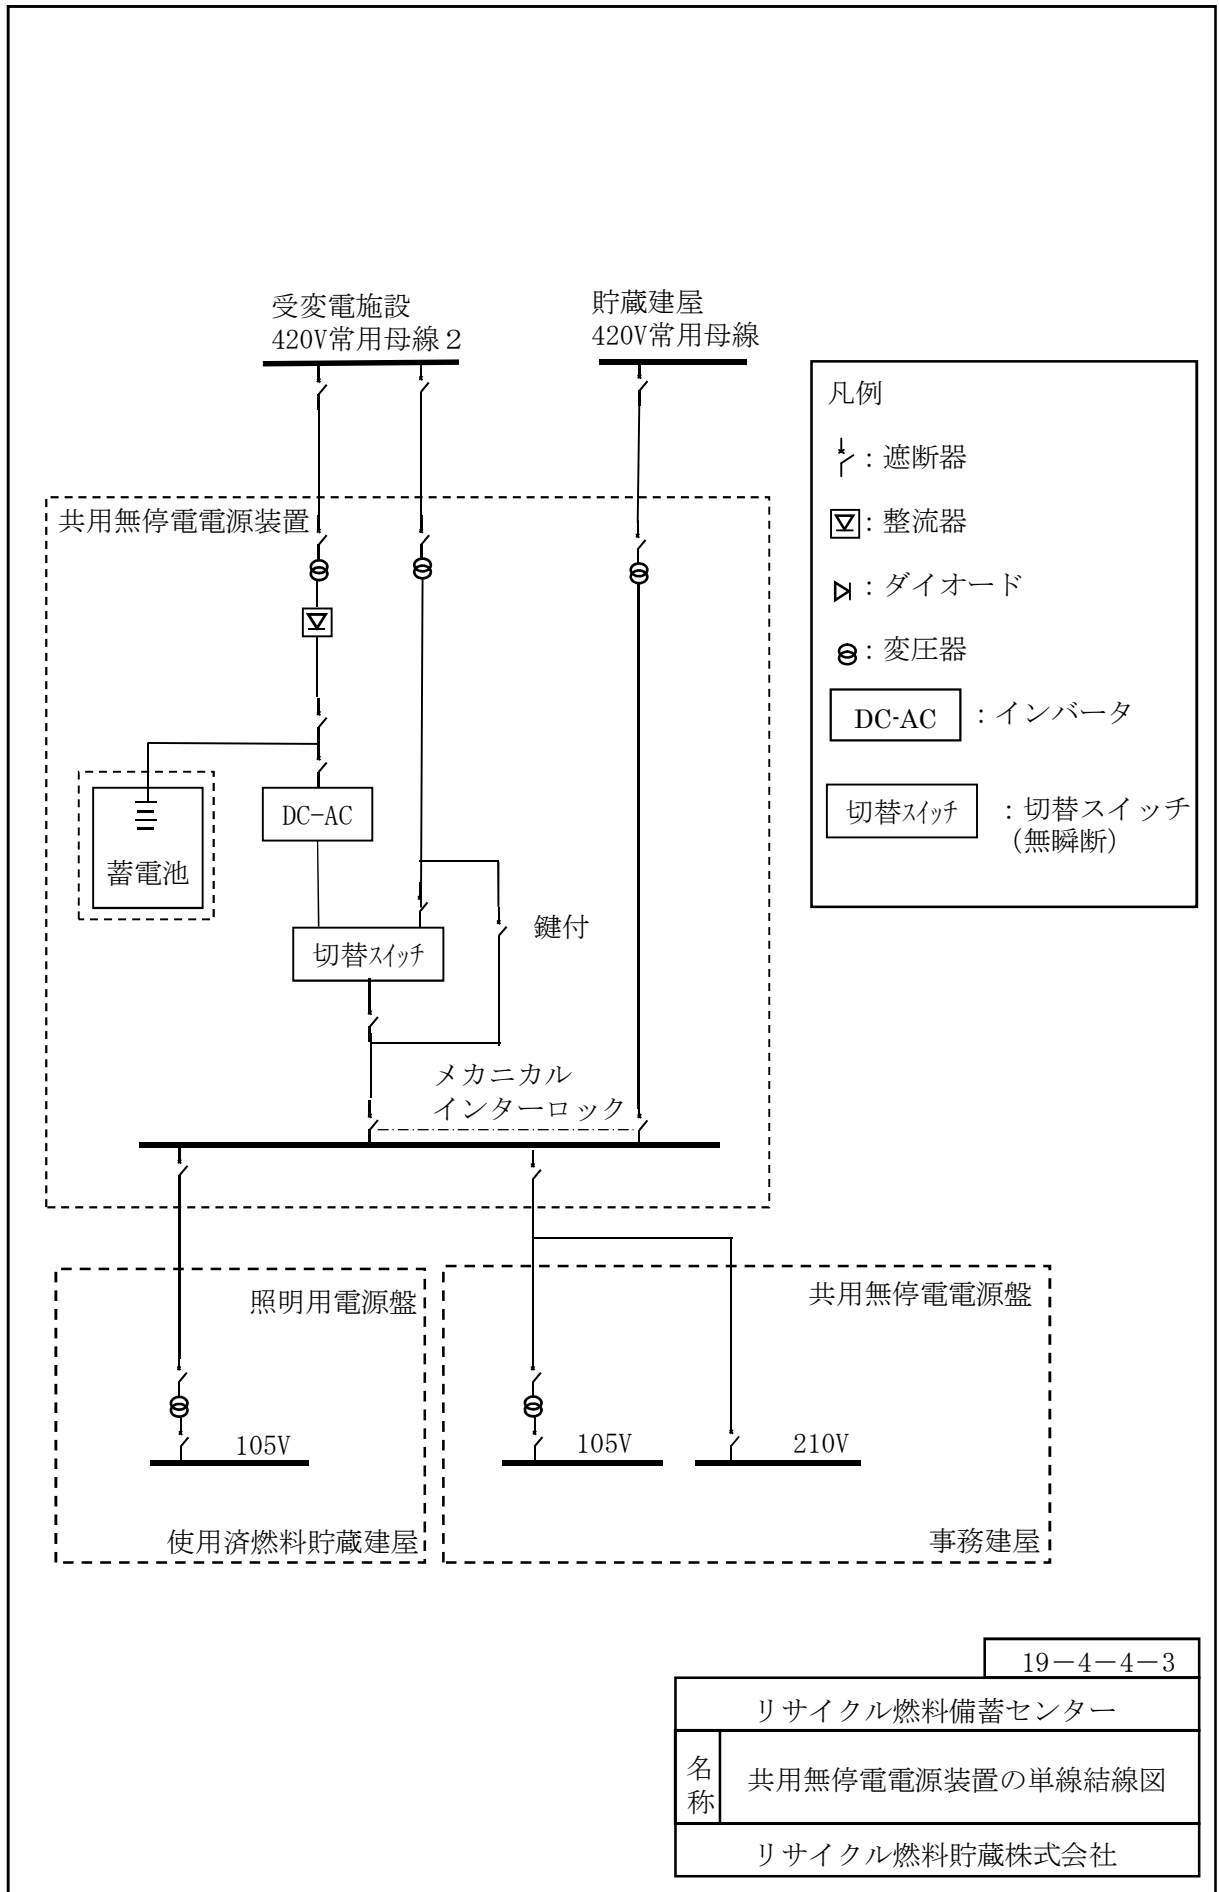 受変電施設
420V常用母線２
貯蔵建屋
420V常用母線
凡例
：遮断器
：整流器
：ダイオード
：変圧器
DC-AC
：インバータ
切替スイッチ
：切替スイッチ
(無瞬断)
共用無停電電源装置
蓄電池
DC−AC
切替スイッチ
鍵付
メカニカル
インターロック
照明用電源盤
105V
使用済燃料貯蔵建屋
共用無停電電源盤
105V
210V
事務建屋
19－4－4－3
リサイクル燃料備蓄センター
名称
共用無停電電源装置の単線結線図
リサイクル燃料貯蔵株式会社